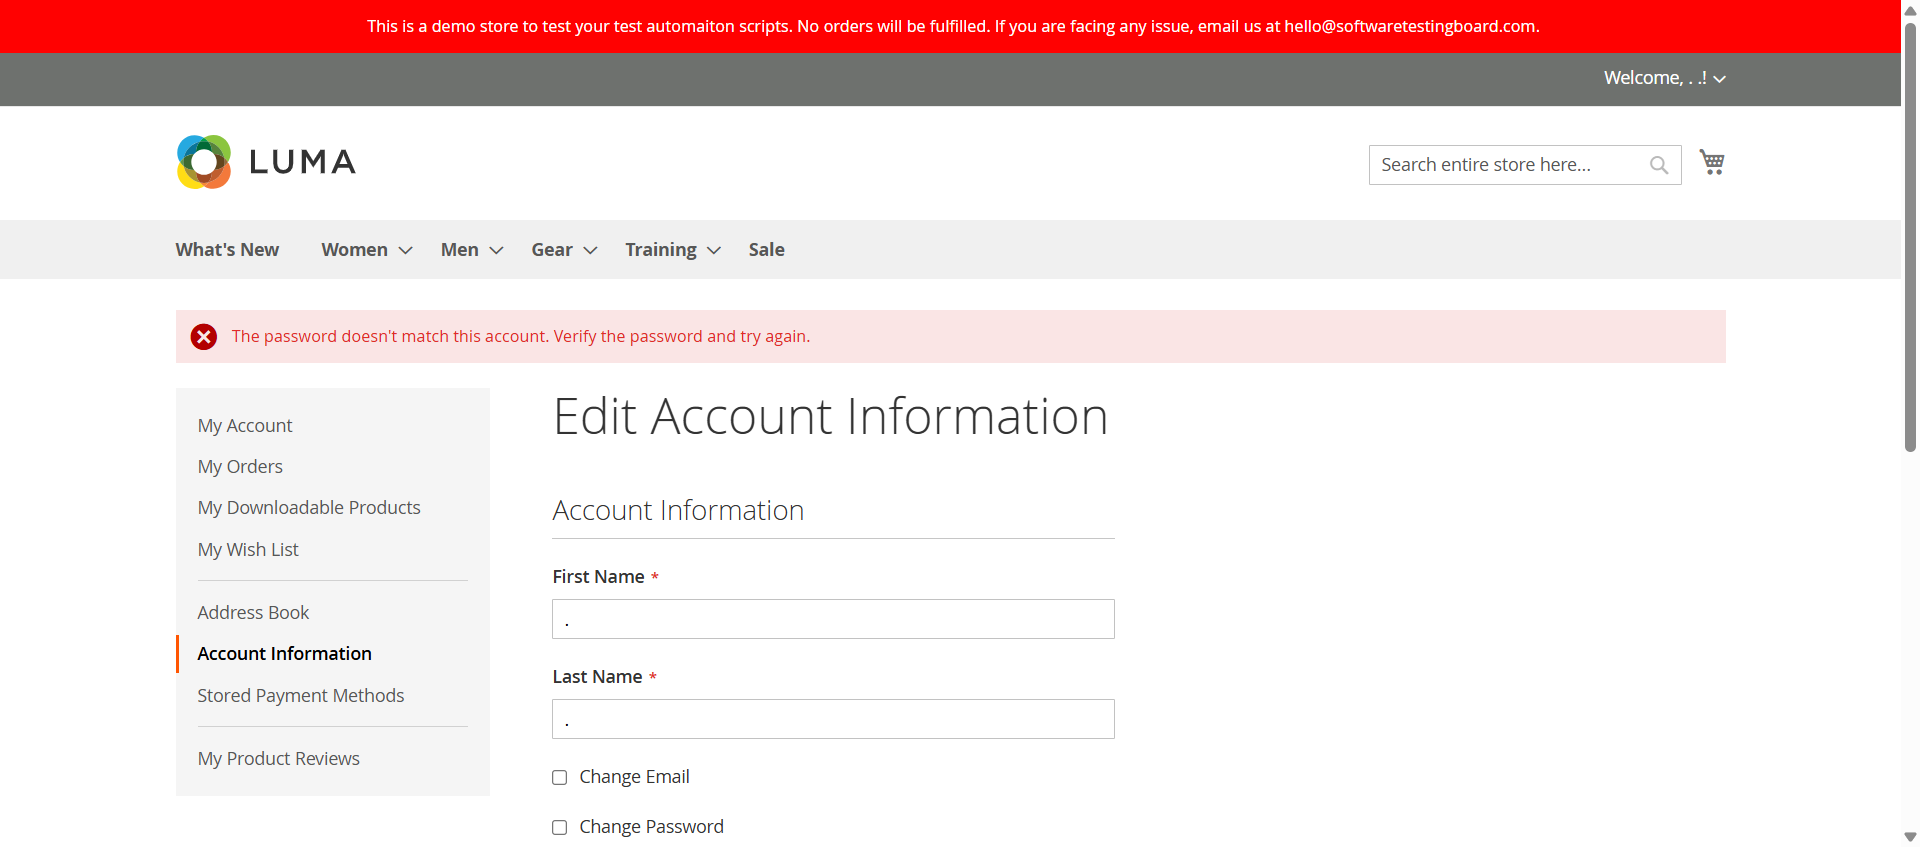 This is a demo store to test your test automaiton scripts. No orders will be fulfilled. If you are facing any issue, email us at hello@softwaretestingboard.com.
Welcome, . .!
LUMA
Search entire store here...
What's New Women Men Gear Training Sale
The password doesn't match this account. Verify the password and try again.
My Account
My Orders
My Downloadable Products
My Wish List
Address Book
Account Information
Stored Payment Methods
My Product Reviews
Edit Account Information
Account Information
First Name *
.
Last Name *
.
Change Email
Change Password